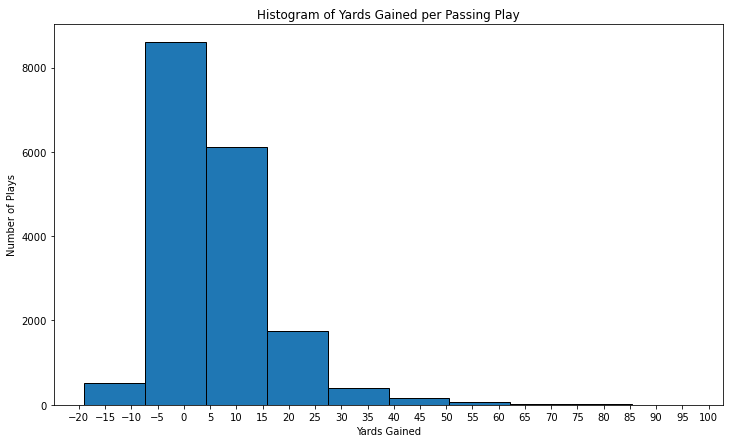 Histogram of Yards Gained per Passing Play
8000
6000
4000
2000
0
Number of Plays
−20 −15 −10 −5 0 5 10 15 20 25 30 35 40 45 50 55 60 65 70 75 80 85 90 95 100
Yards Gained